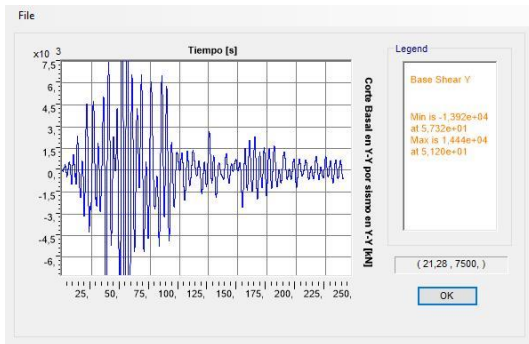 File
Tiempo [s]
x10 3
7,5
6,
4,5
3,
1,5
0,
-1,5
-3,
-4,5
-6,
25, 50, 75, 100, 125, 150, 175, 200, 225, 250,
Corte Basal en Y-Y por sismo en Y-Y [kN]
Legend
Base Shear Y
Min is -1,392e+04
at 5,732e+01
Max is 1,444e+04
at 5,120e+01
( 21,28 , 7500, )
OK